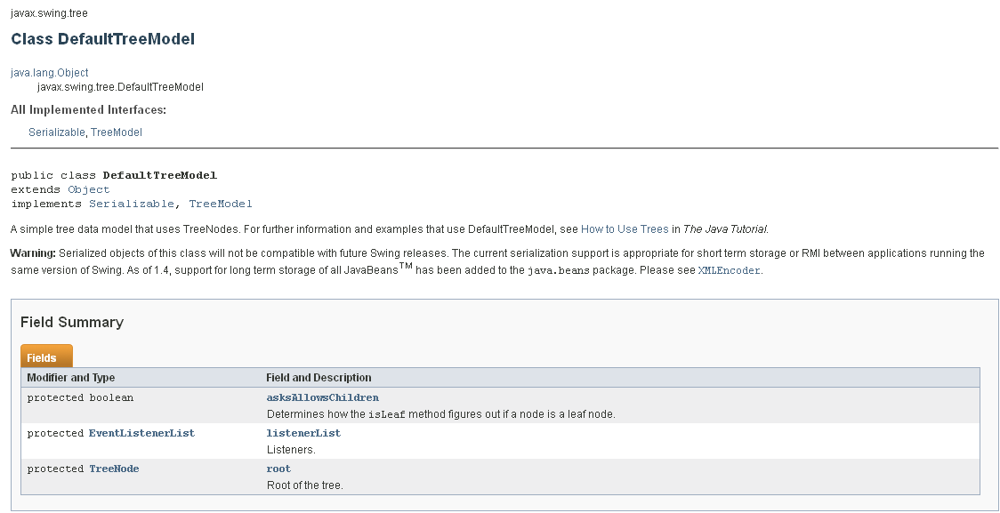 javax.swing.tree
Class DefaultTreeModel
java.lang.Object
javax.swing.tree.DefaultTreeModel
All Implemented Interfaces:
Serializable, TreeModel
public class DefaultTreeModel
extends Object
implements Serializable, TreeModel
A simple tree data model that uses TreeNodes. For further information and examples that use DefaultTreeModel, see How to Use Trees in The Java Tutorial.
Warning: Serialized objects of this class will not be compatible with future Swing releases. The current serialization support is appropriate for short term storage or RMI between applications running the
same version of Swing. As of 1.4, support for long term storage of all JavaBeans™ has been added to the java.beans package. Please see XMLEncoder.
Field Summary
Fields
Modifier and Type Field and Description
protected boolean asksAllowsChildren
Determines how the isLeaf method figures out if a node is a leaf node.
protected EventListenerList listenerList
Listeners.
protected TreeNode root
Root of the tree.